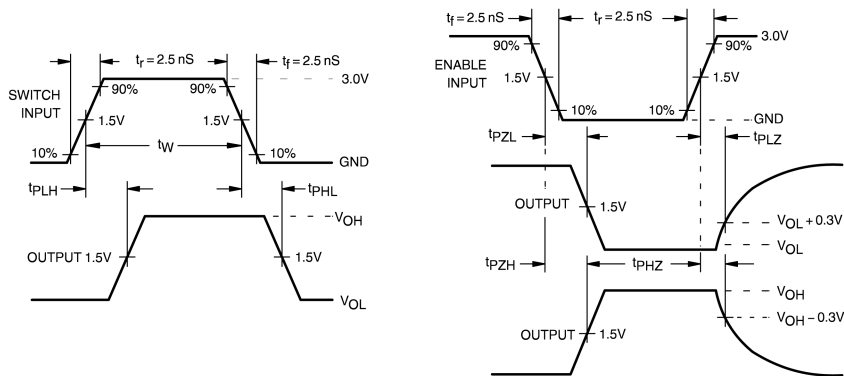 tr = 2.5 nS
tf = 2.5 nS
3.0V
SWITCH INPUT
90%
90%
1.5V
1.5V
tW
10%
10%
GND
tPLH
tPHL
VOH
OUTPUT 1.5V
1.5V
VOL
tf = 2.5 nS
tr = 2.5 nS
3.0V
ENABLE INPUT
90%
90%
1.5V
1.5V
10%
10%
GND
tPZL
tPLZ
OUTPUT
1.5V
VOL + 0.3V
VOL
tPZH
tPHZ
VOH
VOH − 0.3V
OUTPUT
1.5V